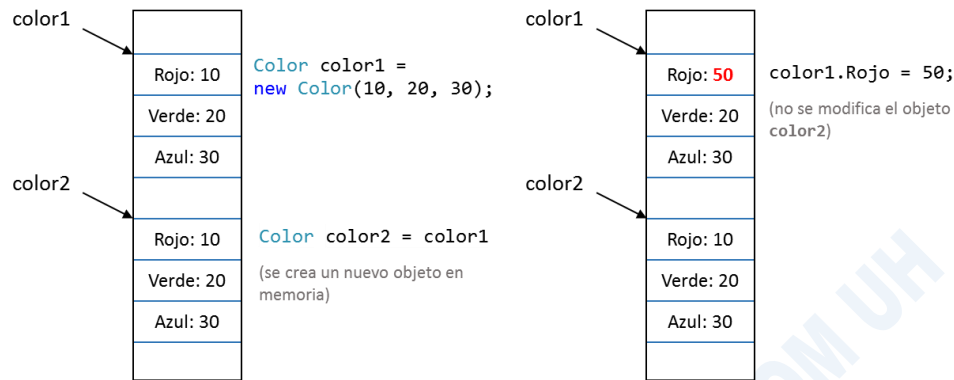 color1
Rojo: 10
Verde: 20
Azul: 30
Color color1 =
new Color(10, 20, 30);
color2
Rojo: 10
Verde: 20
Azul: 30
Color color2 = color1
(se crea un nuevo objeto en
memoria)
color1
Rojo: 50
Verde: 20
Azul: 30
color1.Rojo = 50;
(no se modifica el objeto
color2)
color2
Rojo: 10
Verde: 20
Azul: 30
OM UH